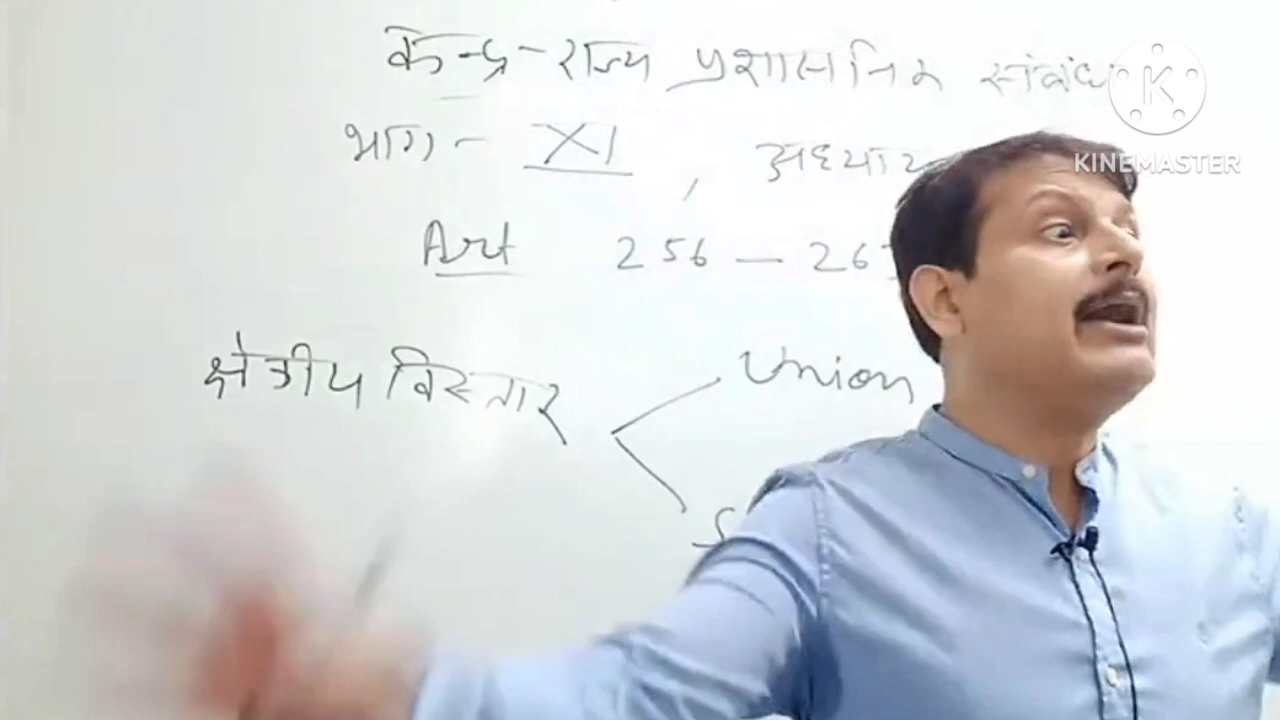 केन्द्र-राज्य प्रशासनिक संबंध
भाग- XI, अध्याय
Art 256 — 26
क्षेत्रीय विस्तार
Union
S
K
KINEMASTER